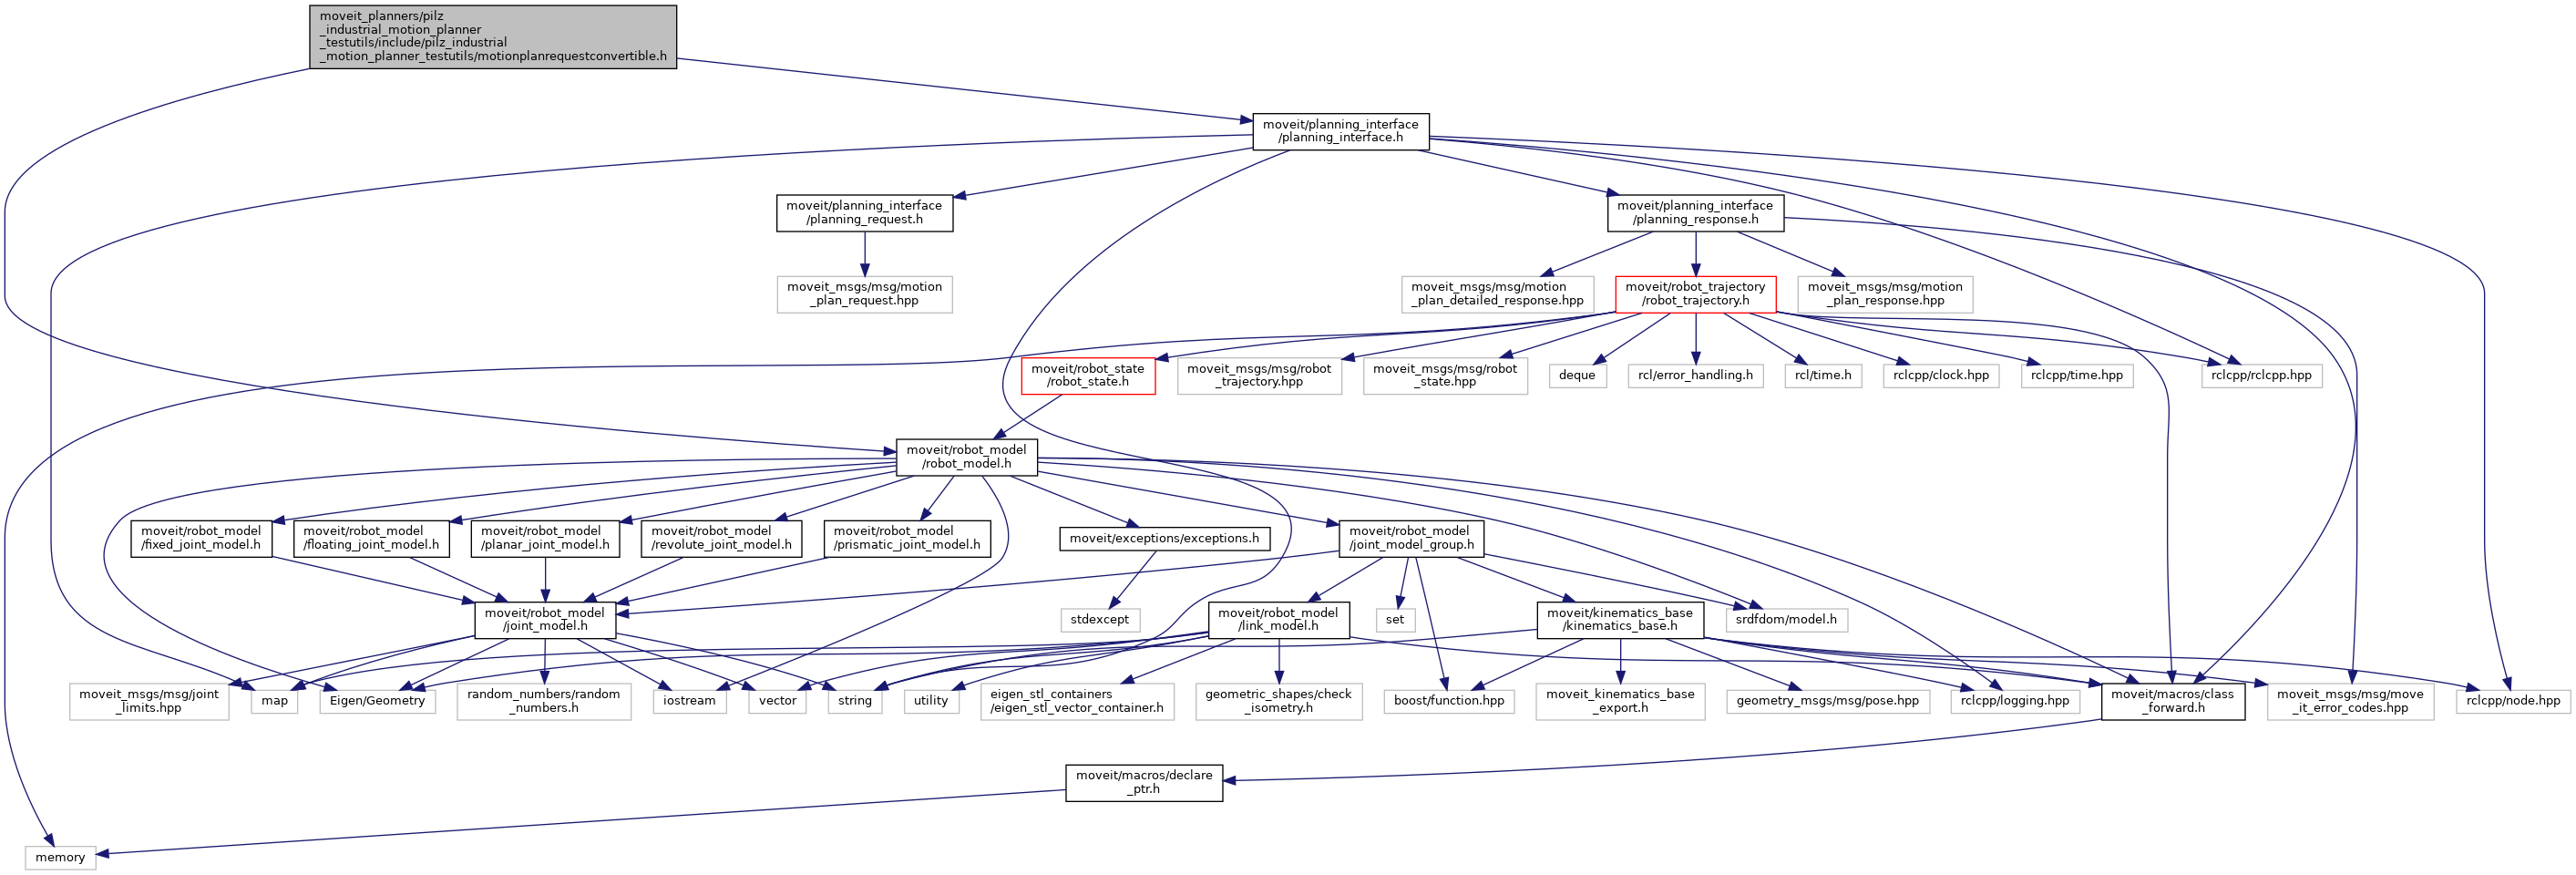 moveit_planners/pilz
_industrial_motion_planner
_testutils/include/pilz_industrial
_motion_planner_testutils/motionplanrequestconvertible.h
moveit/planning_interface
/planning_interface.h
moveit/planning_interface
/planning_request.h
moveit/planning_interface
/planning_response.h
moveit_msgs/msg/motion
_plan_request.hpp
moveit_msgs/msg/motion
_plan_detailed_response.hpp
moveit/robot_trajectory
/robot_trajectory.h
moveit_msgs/msg/motion
_plan_response.hpp
moveit/robot_state
/robot_state.h
moveit_msgs/msg/robot
_trajectory.hpp
moveit_msgs/msg/robot
_state.hpp
deque
rcl/error_handling.h
rcl/time.h
rclcpp/clock.hpp
rclcpp/time.hpp
rclcpp/rclcpp.hpp
moveit/robot_model
/robot_model.h
moveit/robot_model
/fixed_joint_model.h
moveit/robot_model
/floating_joint_model.h
moveit/robot_model
/planar_joint_model.h
moveit/robot_model
/revolute_joint_model.h
moveit/robot_model
/prismatic_joint_model.h
moveit/exceptions/exceptions.h
moveit/robot_model
/joint_model_group.h
moveit/robot_model
/joint_model.h
stdexcept
moveit/robot_model
/link_model.h
set
moveit/kinematics_base
/kinematics_base.h
srdfdom/model.h
moveit_msgs/msg/joint
_limits.hpp
map
Eigen/Geometry
random_numbers/random
_numbers.h
iostream
vector
string
utility
eigen_stl_containers
/eigen_stl_vector_container.h
geometric_shapes/check
_isometry.h
boost/function.hpp
moveit_kinematics_base
_export.h
geometry_msgs/msg/pose.hpp
rclcpp/logging.hpp
moveit/macros/class
_forward.h
moveit_msgs/msg/move
_it_error_codes.hpp
rclcpp/node.hpp
moveit/macros/declare
_ptr.h
memory